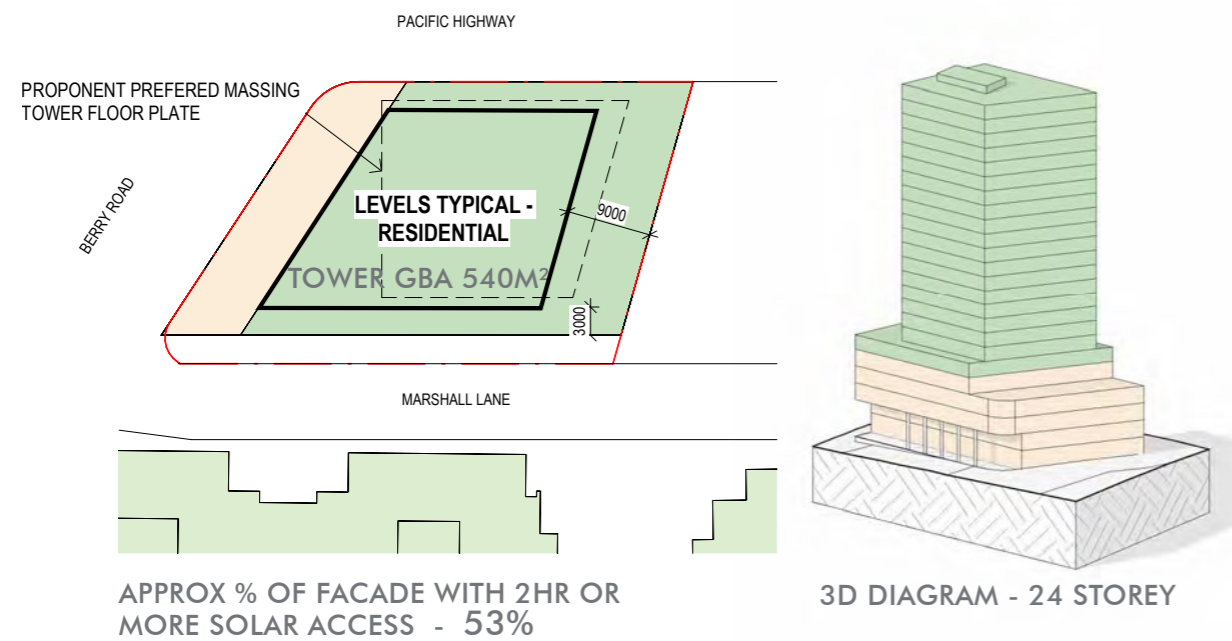 PACIFIC HIGHWAY
PROPONENT PREFERED MASSING
TOWER FLOOR PLATE
BERRY ROAD
LEVELS TYPICAL -
RESIDENTIAL
9000
TOWER GBA 540M²
3000
MARSHALL LANE
APPROX % OF FACADE WITH 2HR OR
MORE SOLAR ACCESS - 53%
3D DIAGRAM - 24 STOREY